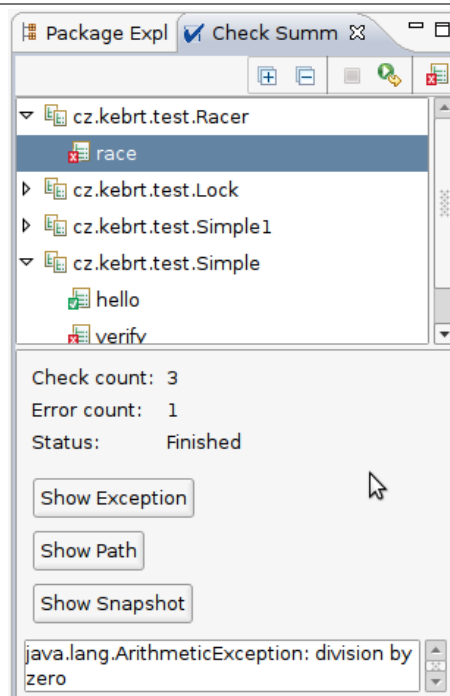 Package Expl Check Summ
cz.kebrt.test.Racer
race
cz.kebrt.test.Lock
cz.kebrt.test.Simple1
cz.kebrt.test.Simple
hello
verify
Check count: 3
Error count: 1
Status: Finished
Show Exception
Show Path
Show Snapshot
java.lang.ArithmeticException: division by
zero